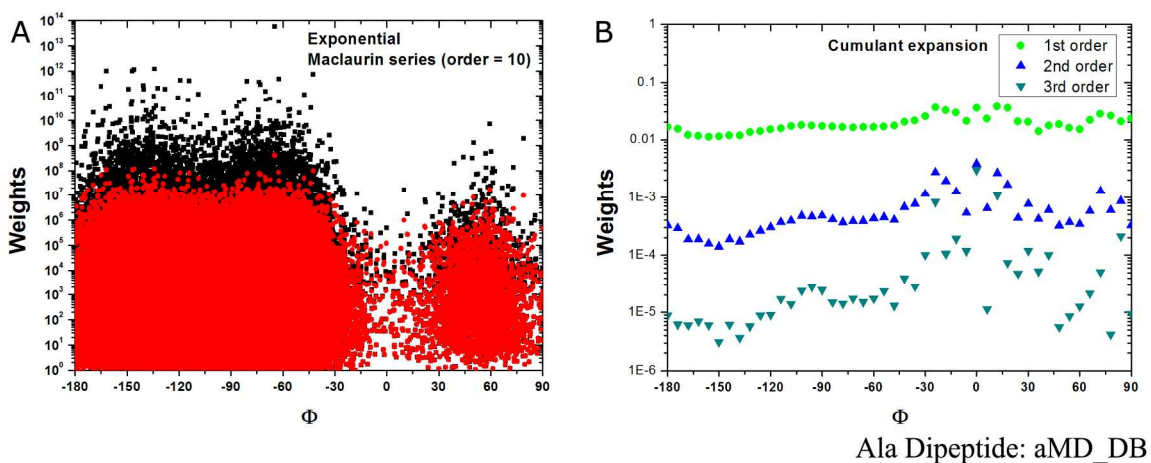 A
Exponential
Maclaurin series (order = 10)
Weights
10^14
10^13
10^12
10^11
10^10
10^9
10^8
10^7
10^6
10^5
10^4
10^3
10^2
10^1
10^0
-180 -150 -120 -90 -60 -30 0 30 60 90
Φ
B
Cumulant expansion
1st order
2nd order
3rd order
Weights
1
0.1
0.01
1E-3
1E-4
1E-5
1E-6
-180 -150 -120 -90 -60 -30 0 30 60 90
Φ
Ala Dipeptide: aMD_DB